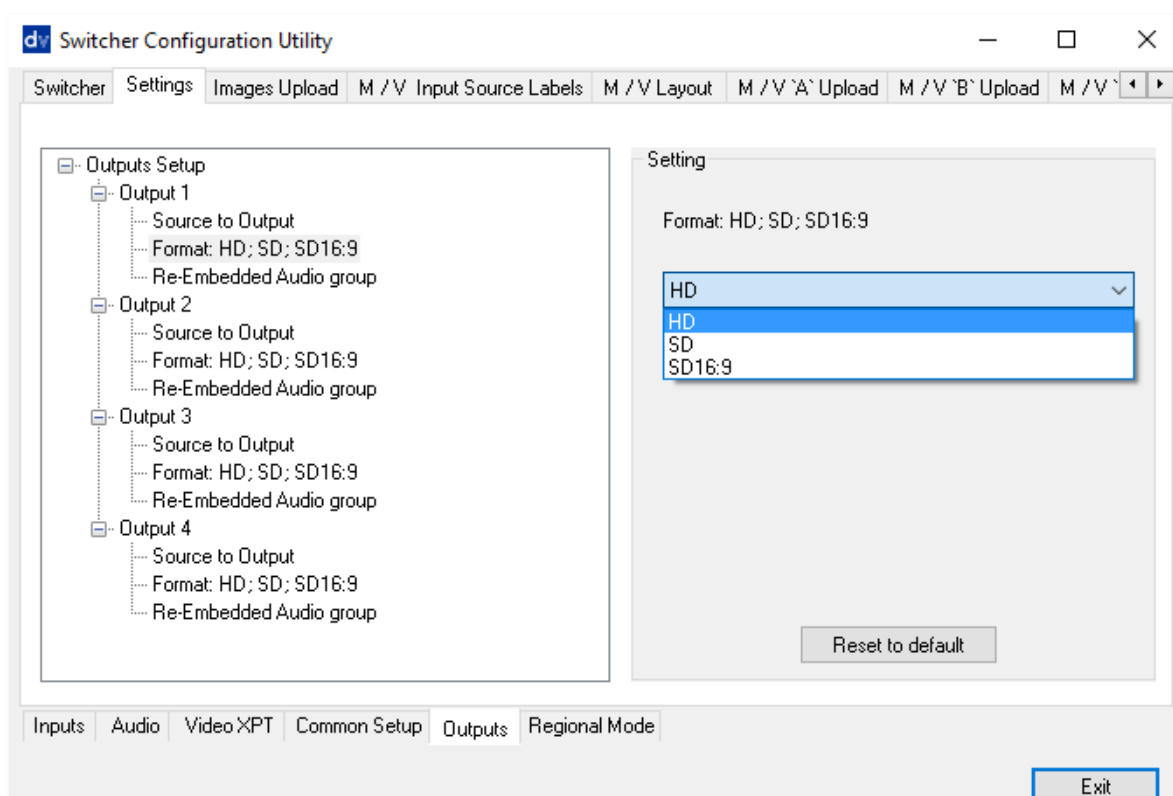 dv Switcher Configuration Utility
Switcher Settings Images Upload M / V Input Source Labels M / V Layout M / V `A` Upload M / V `B` Upload M / V `
Outputs Setup
Output 1
Source to Output
Format: HD; SD; SD16:9
Re-Embedded Audio group
Output 2
Source to Output
Format: HD; SD; SD16:9
Re-Embedded Audio group
Output 3
Source to Output
Format: HD; SD; SD16:9
Re-Embedded Audio group
Output 4
Source to Output
Format: HD; SD; SD16:9
Re-Embedded Audio group
Setting
Format: HD; SD; SD16:9
HD
HD
SD
SD16:9
Reset to default
Inputs Audio Video XPT Common Setup Outputs Regional Mode
Exit